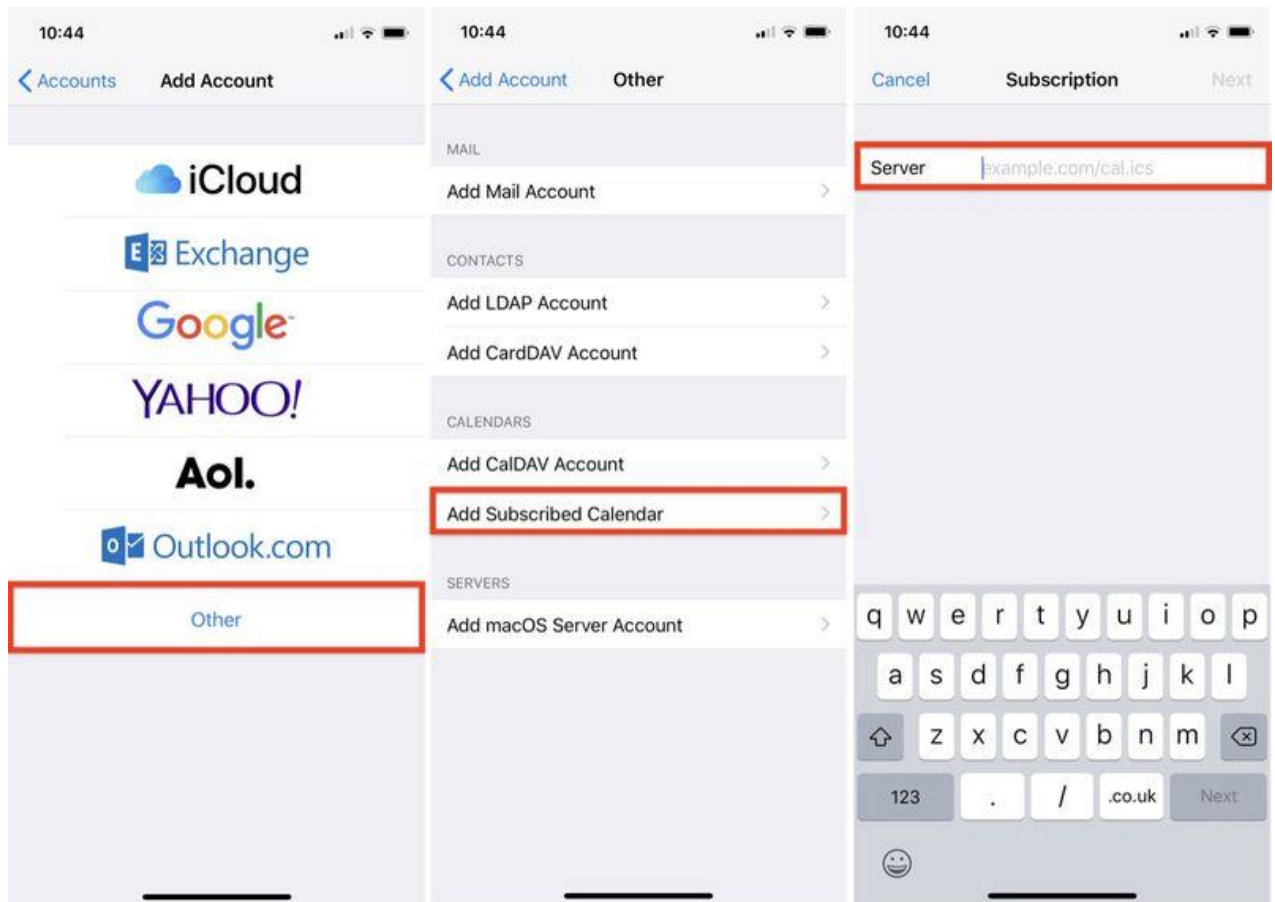 10:44
Accounts
Add Account
iCloud
E Exchange
Google™
YAHOO!
Aol.
o Outlook.com
Other
10:44
Add Account
Other
MAIL
Add Mail Account
CONTACTS
Add LDAP Account
Add CardDAV Account
CALENDARS
Add CalDAV Account
Add Subscribed Calendar
SERVERS
Add macOS Server Account
10:44
Cancel
Subscription
Next
Server example.com/cal.ics
q w e r t y u i o p
a s d f g h j k l
z x c v b n m
123 . / .co.uk Next